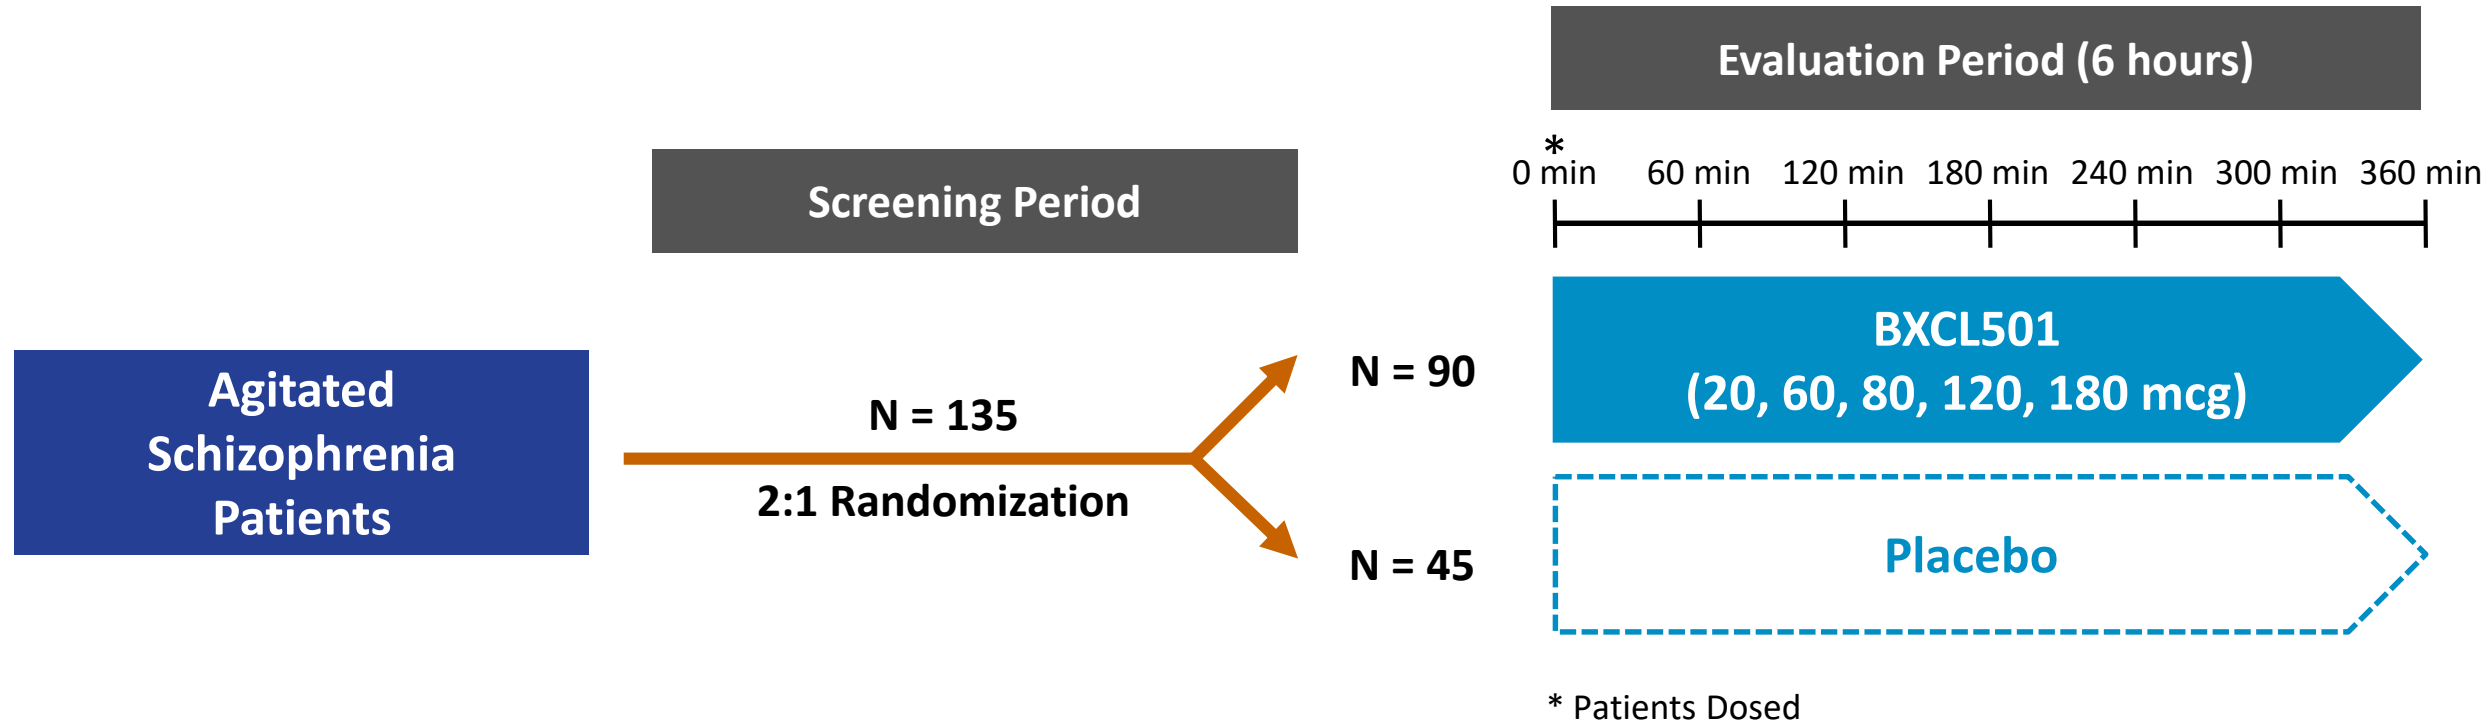 Evaluation Period (6 hours)
*
0 min 60 min 120 min 180 min 240 min 300 min 360 min
Screening Period
Agitated
Schizophrenia
Patients
N = 135
2:1 Randomization
N = 90
BXCL501
(20, 60, 80, 120, 180 mcg)
N = 45
Placebo
* Patients Dosed